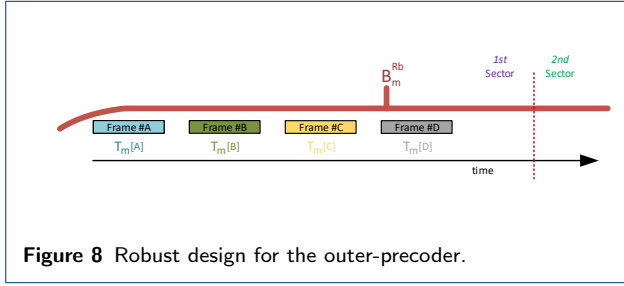 1st 2nd
Sector Sector
B_m^Rb
Frame #A Frame #B Frame #C Frame #D
T_m[A] T_m[B] T_m[C] T_m[D]
time
Figure 8 Robust design for the outer-precoder.